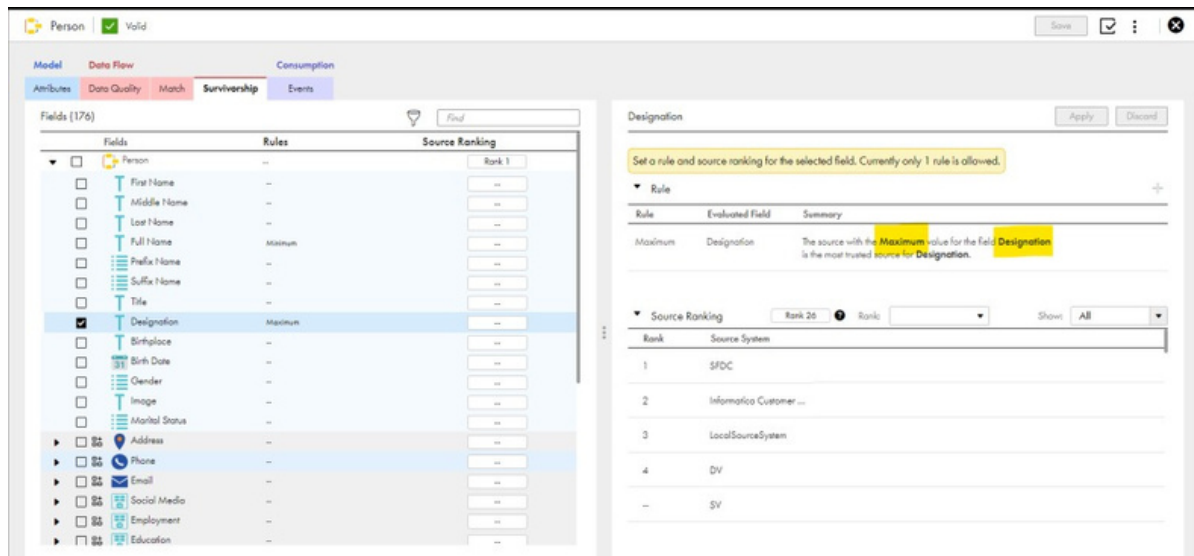 Person Valid Save
Model Data Flow Consumption
Attributes Data Quality Match Survivorship Events
Fields (176) Find
Fields Rules Source Ranking
Person -- Rank 1
First Name -- --
Middle Name -- --
Last Name -- --
Full Name Minimum --
Prefix Name -- --
Suffix Name -- --
Title -- --
Designation Maximum --
Birthplace -- --
31 Birth Date -- --
Gender -- --
Image -- --
Marital Status -- --
Address -- --
Phone -- --
Email -- --
Social Media -- --
Employment -- --
Education -- --
Designation Apply Discard
Set a rule and source ranking for the selected field. Currently only 1 rule is allowed.
Rule
Rule Evaluated Field Summary
Maximum Designation The source with the Maximum value for the field Designation
is the most trusted source for Designation.
Source Ranking Rank 26 ? Rank: Show: All
Rank Source System
1 SFDC
2 Informatica Customer ...
3 LocalSourceSystem
4 DV
-- SV